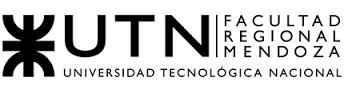 UTN
FACULTAD
REGIONAL
MENDOZA
UNIVERSIDAD TECNOLÓGICA NACIONAL